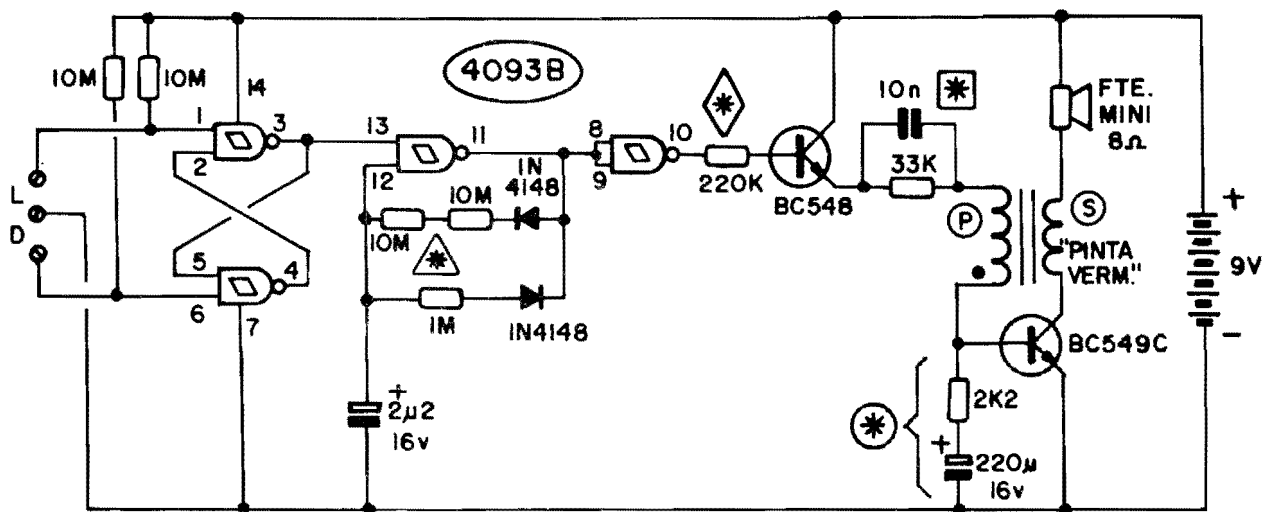 10M
10M
14
4093B
1
2
3
13
12
11
8
9
10
220K
BC548
10n
33K
FTE.
MINI
8Ω
L
D
5
6
4
7
1N
4148
10M
10M
1M
1N4148
+
2µ2
16v
P
S
"PINTA
VERM."
+
9V
-
BC549C
2K2
+
220µ
16v